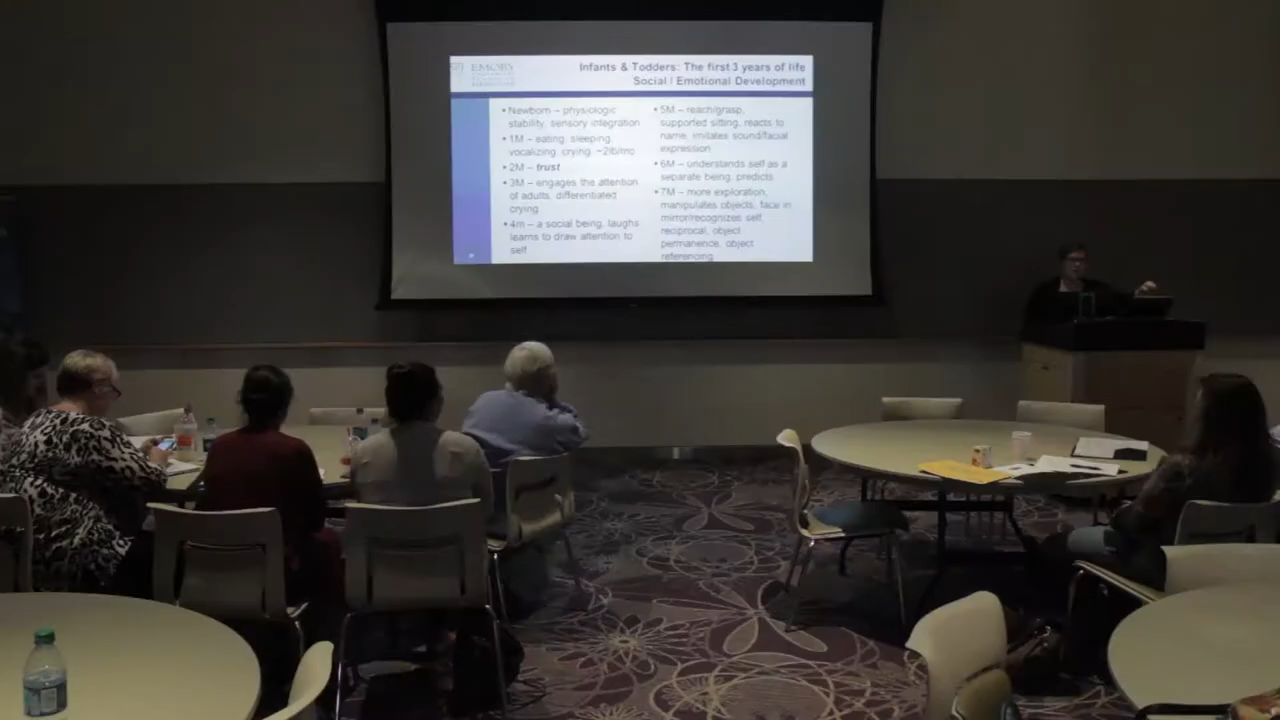 EMORY
Infants & Todders: The first 3 years of life
Social / Emotional Development
• Newborn – physiologic
stability, sensory integration
• 1M – eating, sleeping,
vocalizing, crying, ~2lb/mo
• 2M – trust
• 3M – engages the attention
of adults, differentiated
crying
• 4m – a social being, laughs
learns to draw attention to
self
• 5M – reach/grasp,
supported sitting, reacts to
name, imitates sound/facial
expression
• 6M – understands self as a
separate being, predicts
• 7M – more exploration,
manipulates objects, face in
mirror/recognizes self,
reciprocal, object
permanence, object
referencing